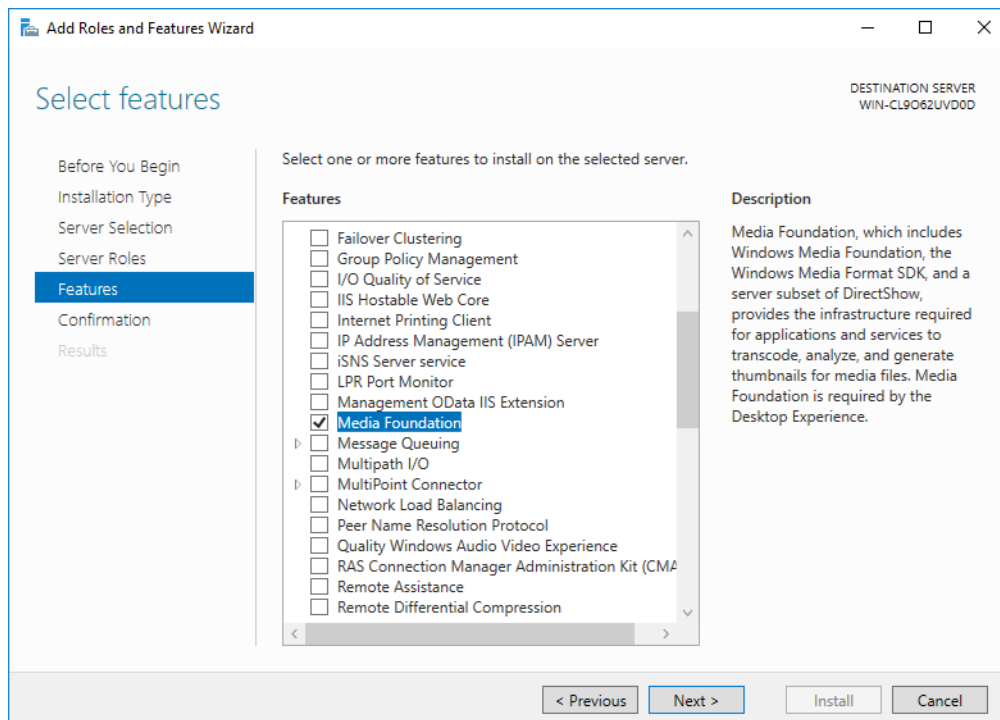 Add Roles and Features Wizard
Select features
DESTINATION SERVER
WIN-CL9O62UVD0D
Before You Begin
Installation Type
Server Selection
Server Roles
Features
Confirmation
Results
Select one or more features to install on the selected server.
Features
Failover Clustering
Group Policy Management
I/O Quality of Service
IIS Hostable Web Core
Internet Printing Client
IP Address Management (IPAM) Server
iSNS Server service
LPR Port Monitor
Management OData IIS Extension
Media Foundation
Message Queuing
Multipath I/O
MultiPoint Connector
Network Load Balancing
Peer Name Resolution Protocol
Quality Windows Audio Video Experience
RAS Connection Manager Administration Kit (CMA
Remote Assistance
Remote Differential Compression
Description
Media Foundation, which includes
Windows Media Foundation, the
Windows Media Format SDK, and a
server subset of DirectShow,
provides the infrastructure required
for applications and services to
transcode, analyze, and generate
thumbnails for media files. Media
Foundation is required by the
Desktop Experience.
< Previous
Next >
Install
Cancel